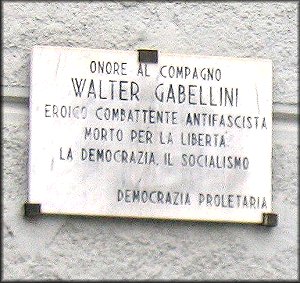 ONORE AL COMPAGNO
WALTER GABELLINI
EROICO COMBATTENTE ANTIFASCISTA
MORTO PER LA LIBERTÀ
LA DEMOCRAZIA, IL SOCIALISMO
DEMOCRAZIA PROLETARIA